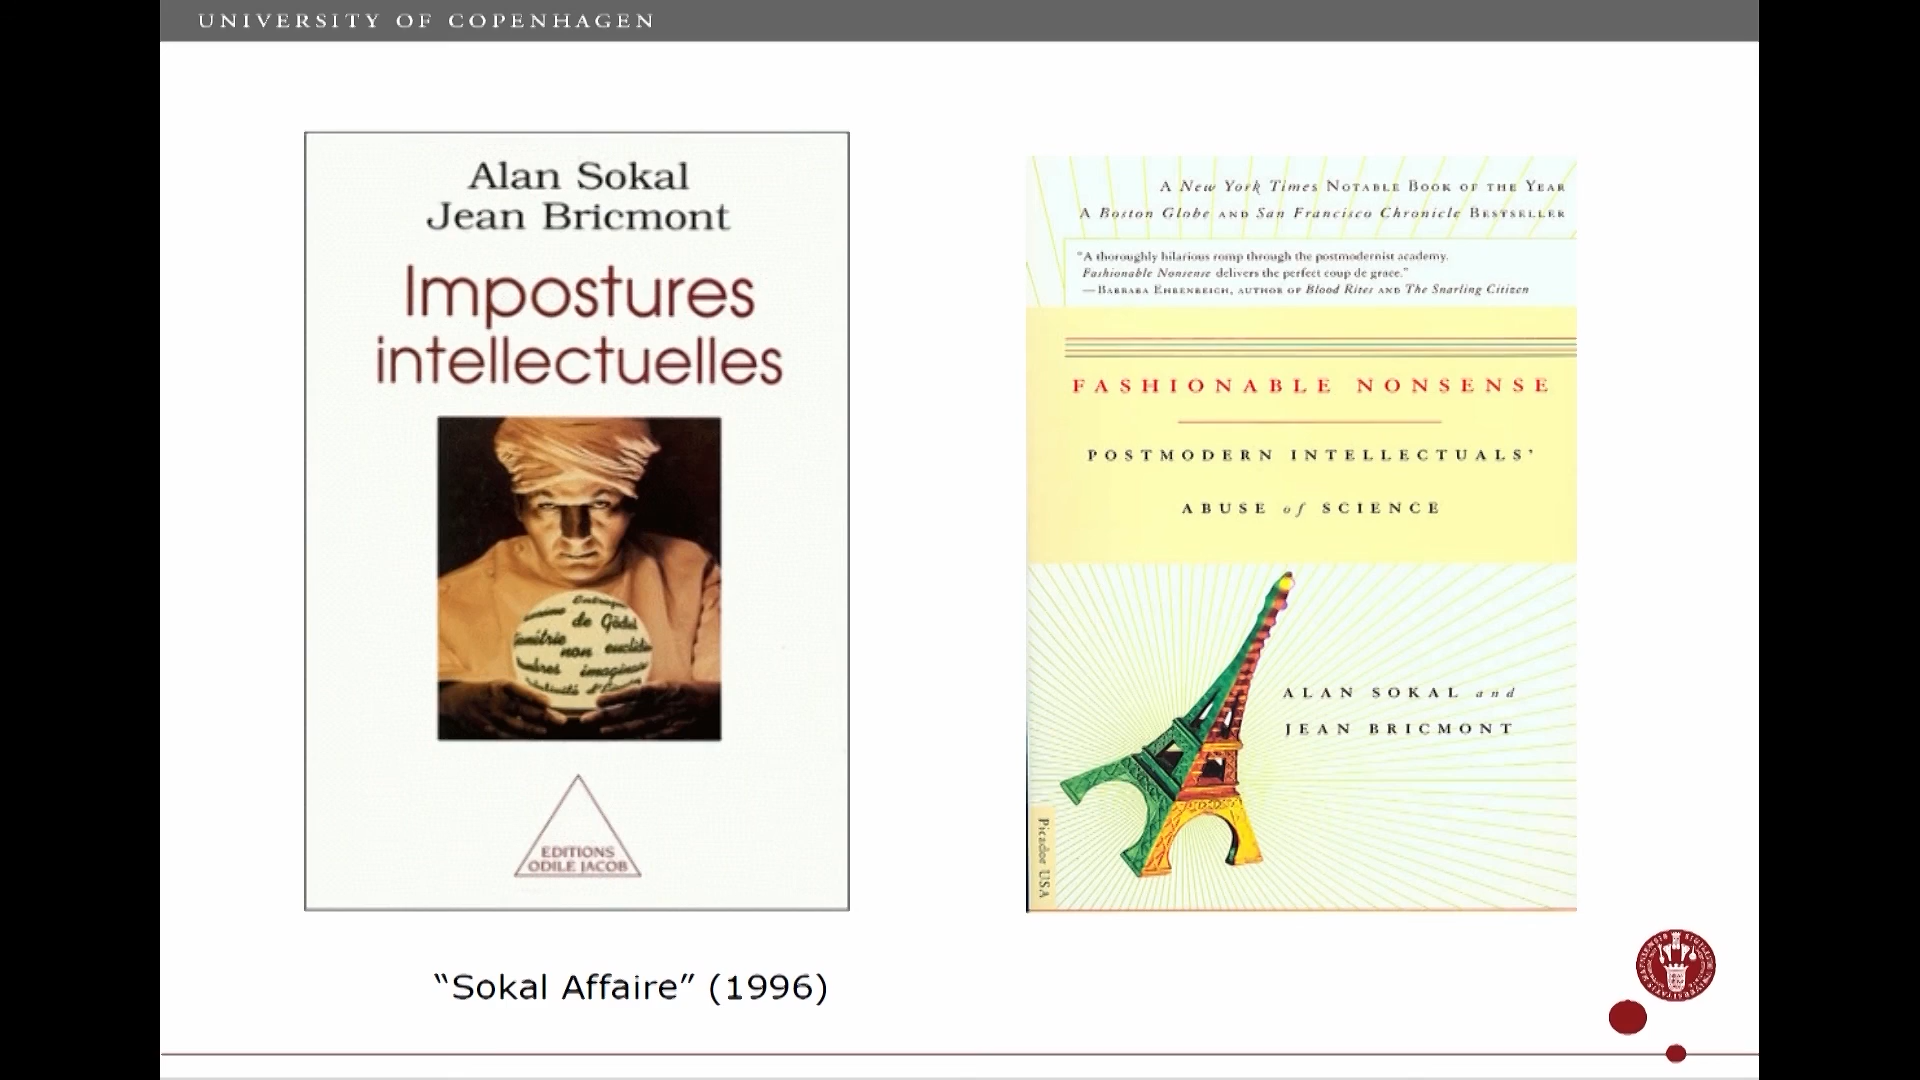 UNIVERSITY OF COPENHAGEN
Alan Sokal
Jean Bricmont
Impostures
intellectuelles
de Gödel
non
EDITIONS
ODILE JACOB
A New York Times NOTABLE BOOK OF THE YEAR
A Boston Globe AND San Francisco Chronicle BESTSELLER
"A thoroughly hilarious romp through the postmodernist academy.
Fashionable Nonsense delivers the perfect coup de grace."
—BARBARA EHRENREICH, AUTHOR OF Blood Rites AND The Snarling Citizen
FASHIONABLE NONSENSE
POSTMODERN INTELLECTUALS'
ABUSE of SCIENCE
ALAN SOKAL and
JEAN BRICMONT
Picador USA
“Sokal Affaire” (1996)